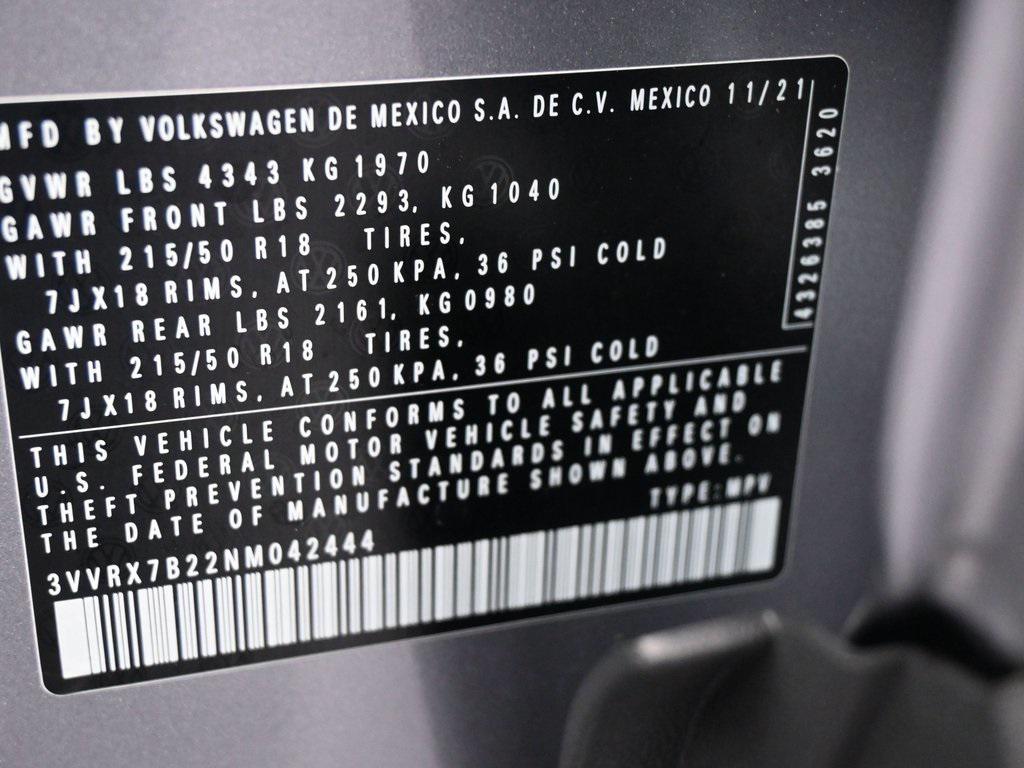 MFD BY VOLKSWAGEN DE MEXICO S.A. DE C.V. MEXICO 11/21
GVWR LBS 4343 KG 1970
GAWR FRONT LBS 2293, KG 1040
WITH 215/50 R18 TIRES,
7JX18 RIMS, AT 250 KPA, 36 PSI COLD
GAWR REAR LBS 2161, KG 0980
WITH 215/50 R18 TIRES,
7JX18 RIMS, AT 250 KPA, 36 PSI COLD
4326385 3620
THIS VEHICLE CONFORMS TO ALL APPLICABLE
U.S. FEDERAL MOTOR VEHICLE SAFETY AND
THEFT PREVENTION STANDARDS IN EFFECT ON
THE DATE OF MANUFACTURE SHOWN ABOVE.
TYPE:MPV
3VVRX7B22NM042444